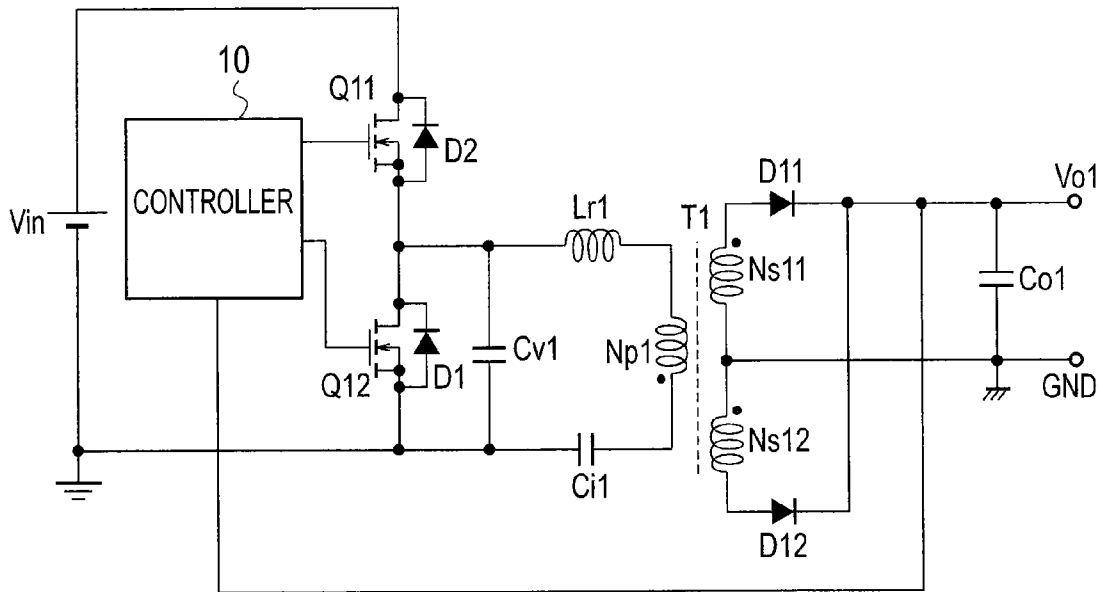 10
Q11
D2
CONTROLLER
Vin
Q12
D1
Cv1
Lr1
Np1
Ci1
T1
D11
Ns11
Ns12
D12
Vo1
Co1
GND